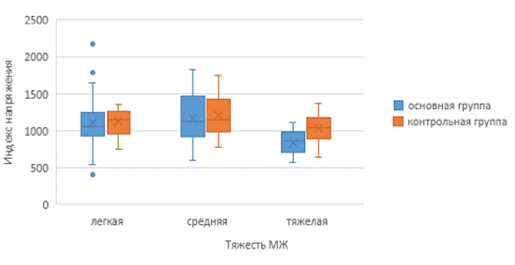 2500
2000
1500
1000
500
0
Индекс напряжения
легкая средняя тяжелая
Тяжесть МЖ
основная группа
контрольная группа